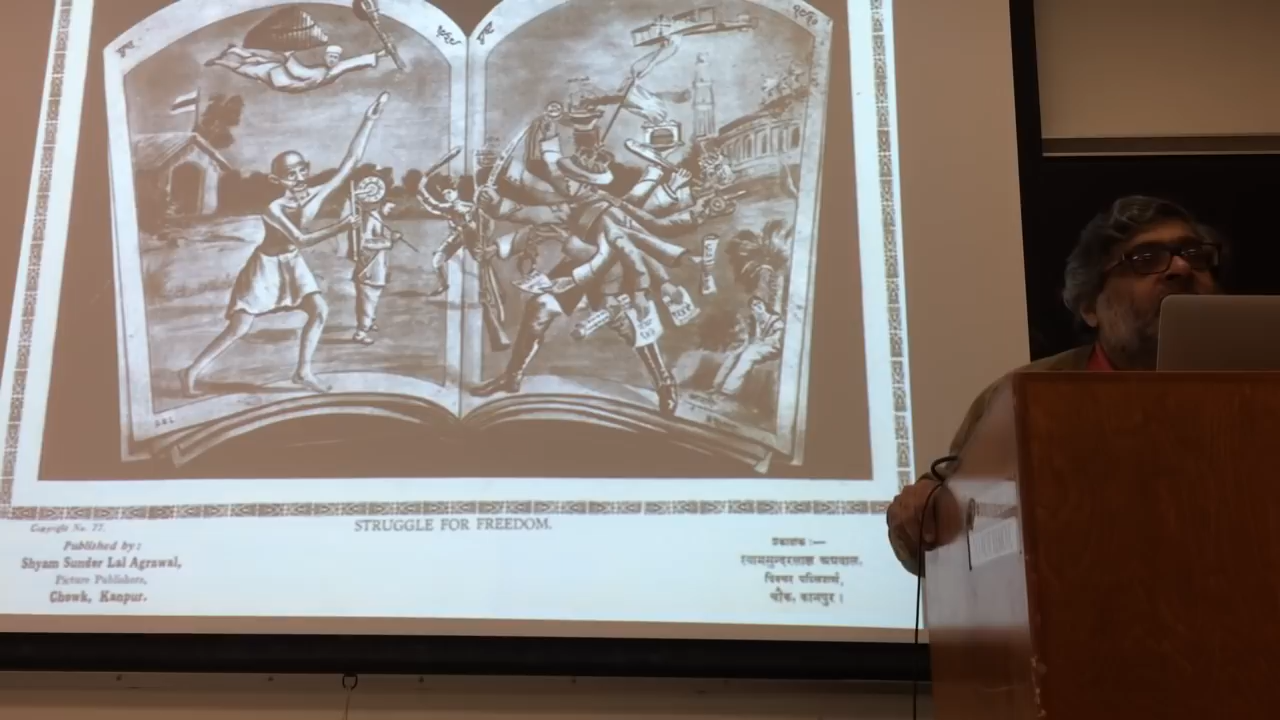 STRUGGLE FOR FREEDOM.
Copyright No. 77.
Published by:
Shyam Sunder Lal Agrawal,
Picture Publishers,
Chowk, Kanpur.
प्रकाशक :—
श्यामसुन्दरलाल अग्रवाल,
पिक्चर पब्लिशर्स,
चौक, कानपुर।